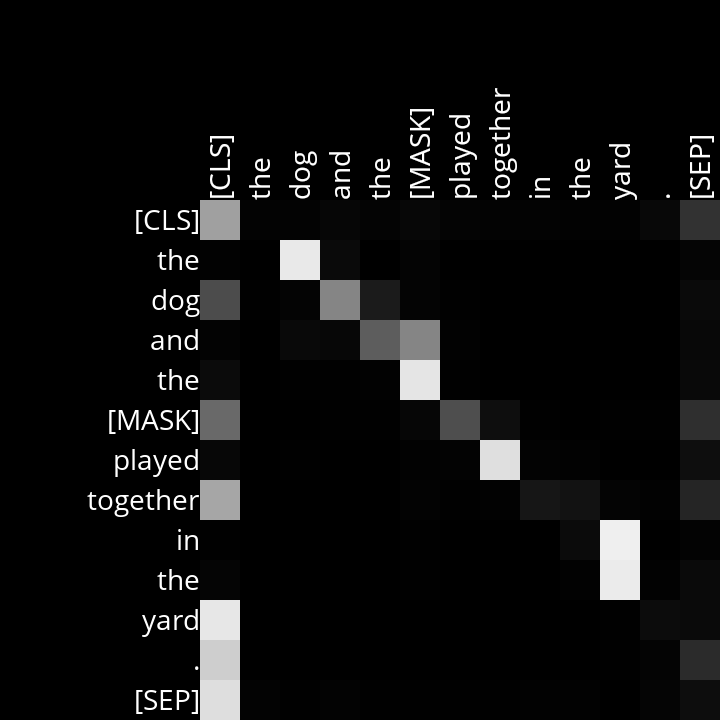 [CLS] the dog and the [MASK] played together in the yard . [SEP]
[CLS]
the
dog
and
the
[MASK]
played
together
in
the
yard
.
[SEP]